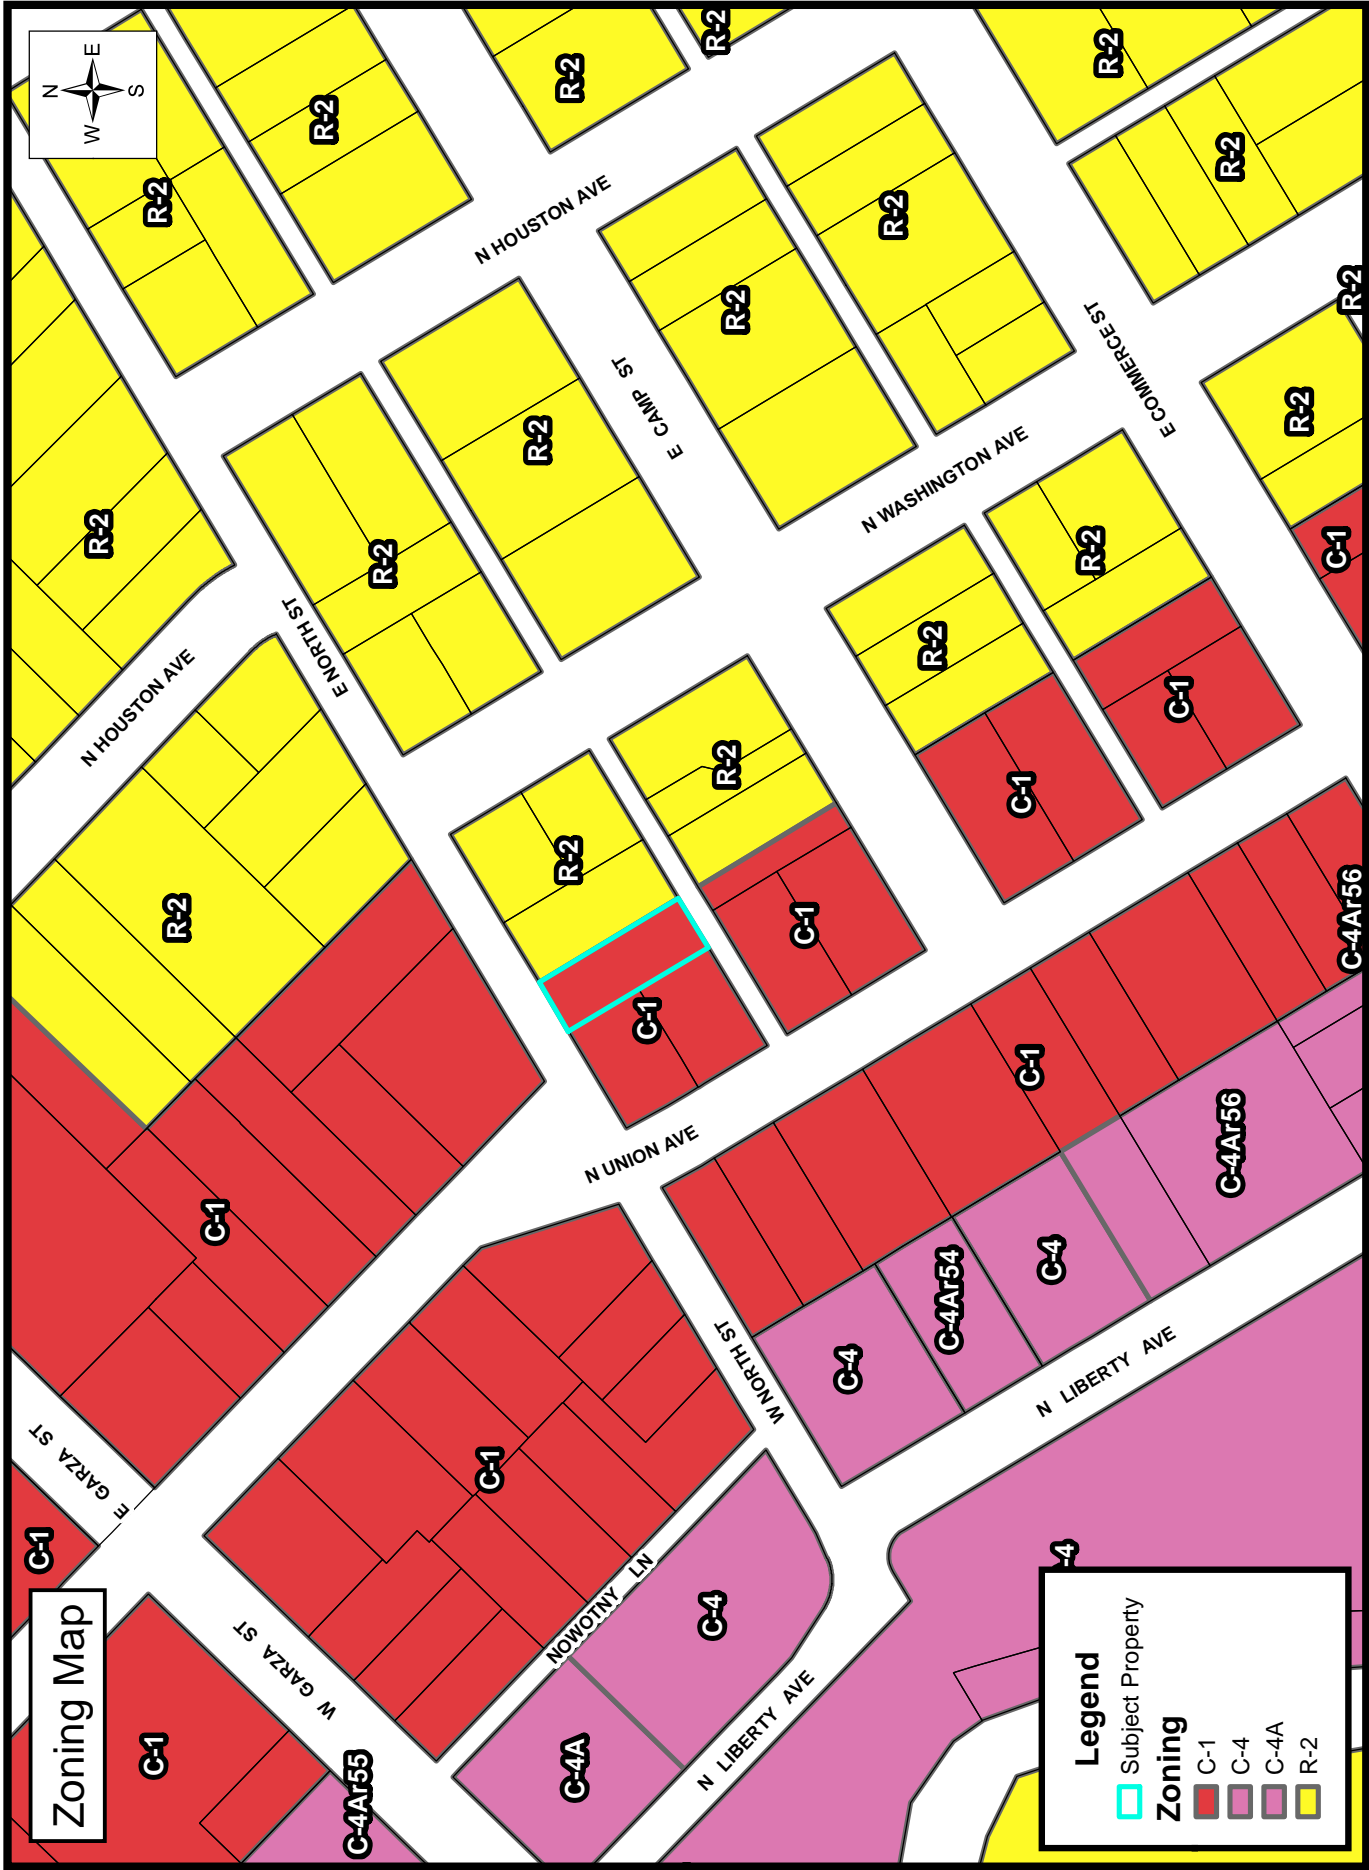 Zoning Map
C-1
E GARZA ST
R-2
N
W E
S
N HOUSTON AVE
C-1
R-2
R-2
C-1
W GARZA ST
E NORTH ST
R-2
C-4Ar55
R-2
C-1
N HOUSTON AVE
R-2
R-2
C-4A
R-2
NOWOTNY LN
N UNION AVE
C-1
E CAMP ST
C-4
R-2
R-2
R-2
N LIBERTY AVE
W NORTH ST
C-1
C-4
R-2
R-2
N WASHINGTON AVE
C-4Ar54
C-1
C-1
C-4
-4
R-2
R-2
N LIBERTY AVE
E COMMERCE ST
C-1
C-4Ar56
R-2
R-2
C-1
C-4Ar56
R-2
Legend
Subject Property
Zoning
C-1
C-4
C-4A
R-2